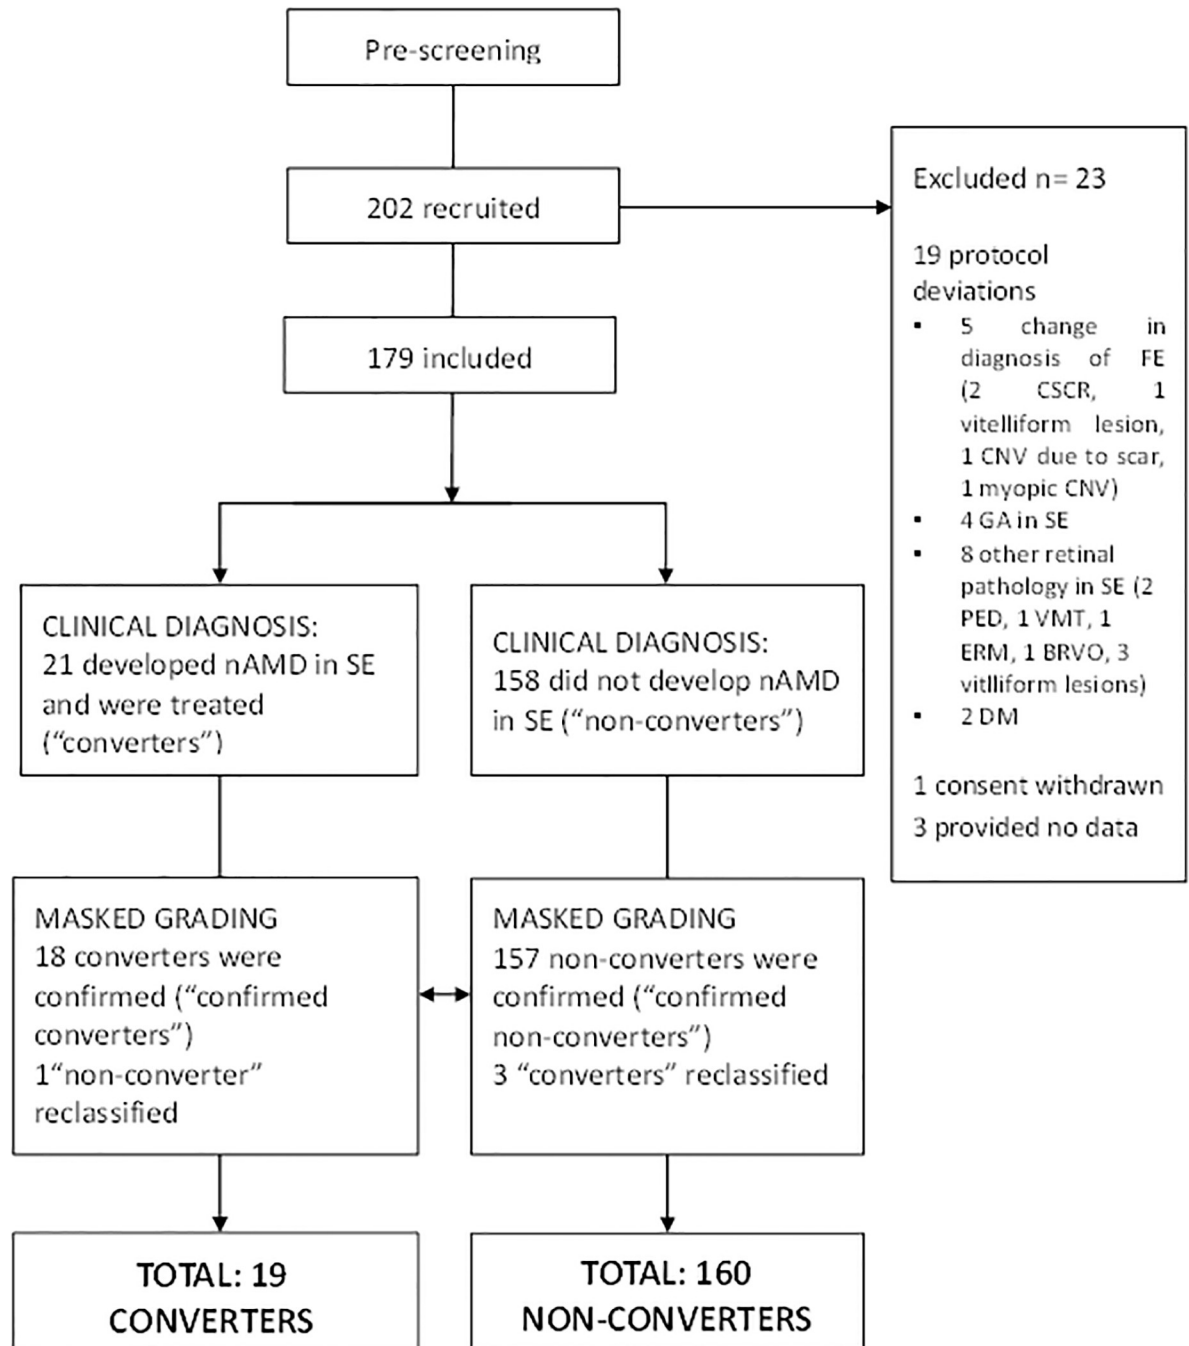 Pre-screening
202 recruited
179 included
Excluded n= 23
19 protocol
deviations
▪ 5 change in
diagnosis of FE
(2 CSCR, 1
vitelliform lesion,
1 CNV due to scar,
1 myopic CNV)
▪ 4 GA in SE
▪ 8 other retinal
pathology in SE (2
PED, 1 VMT, 1
ERM, 1 BRVO, 3
vitlliform lesions)
▪ 2 DM
1 consent withdrawn
3 provided no data
CLINICAL DIAGNOSIS:
21 developed nAMD in SE
and were treated
(“converters”)
CLINICAL DIAGNOSIS:
158 did not develop nAMD
in SE (“non-converters”)
MASKED GRADING
18 converters were
confirmed (“confirmed
converters”)
1“non-converter”
reclassified
MASKED GRADING
157 non-converters were
confirmed (“confirmed
non-converters”)
3 “converters” reclassified
TOTAL: 19
CONVERTERS
TOTAL: 160
NON-CONVERTERS